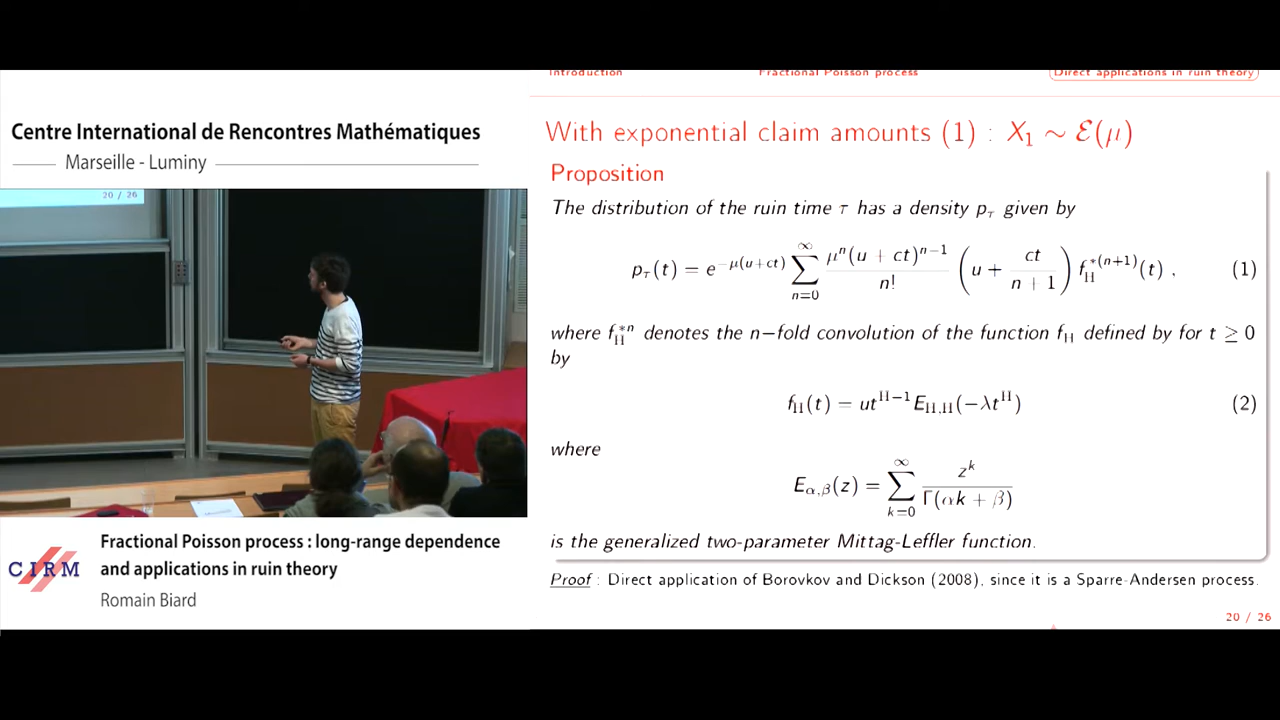 Centre International de Rencontres Mathématiques
Marseille - Luminy
20 / 26
Fractional Poisson process : long-range dependence
and applications in ruin theory
CIRM
Romain Biard
Introduction Fractional Poisson process Direct applications in ruin theory
With exponential claim amounts (1) : X₁ ∼ ℰ(μ)
Proposition
The distribution of the ruin time τ has a density p_τ given by
p_τ(t) = e^{−μ(u+ct)} ∑_{n=0}^{∞} \frac{μ^n(u + ct)^{n−1}}{n!} (u + \frac{ct}{n + 1}) f_H^{*(n+1)}(t) , (1)
where f_H^{*n} denotes the n−fold convolution of the function f_H defined by for t ≥ 0
by
f_H(t) = ut^{H−1}E_{H,H}(−λt^H) (2)
where
E_{α,β}(z) = ∑_{k=0}^{∞} \frac{z^k}{Γ(αk + β)}
is the generalized two-parameter Mittag-Leffler function.
Proof : Direct application of Borovkov and Dickson (2008), since it is a Sparre-Andersen process.
20 / 26